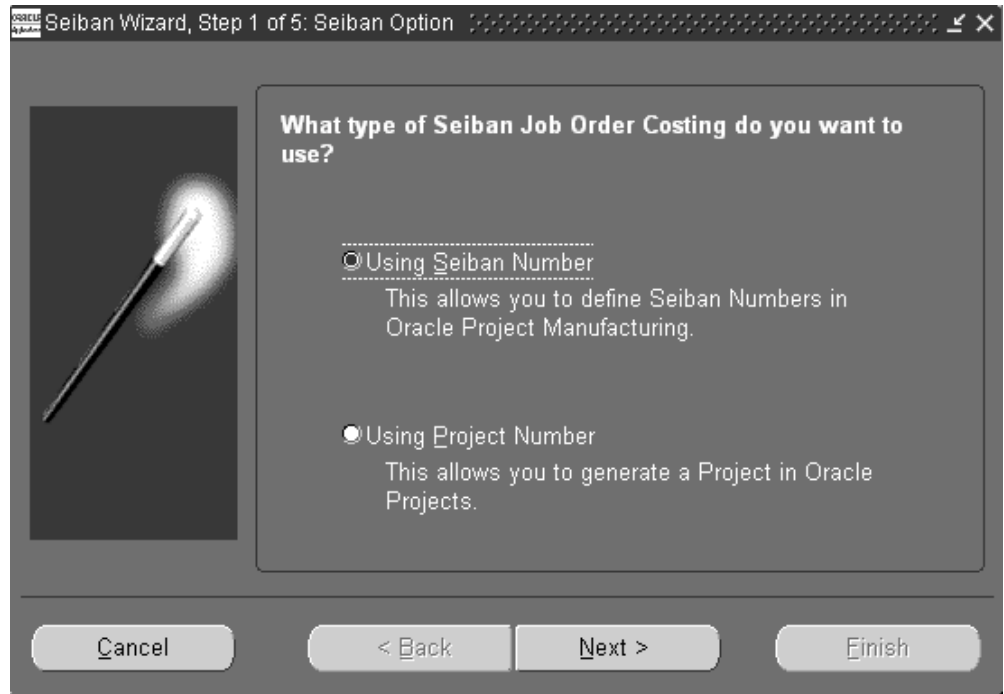 Seiban Wizard, Step 1 of 5: Seiban Option
What type of Seiban Job Order Costing do you want to
use?
Using Seiban Number
This allows you to define Seiban Numbers in
Oracle Project Manufacturing.
Using Project Number
This allows you to generate a Project in Oracle
Projects.
Cancel
< Back
Next >
Finish